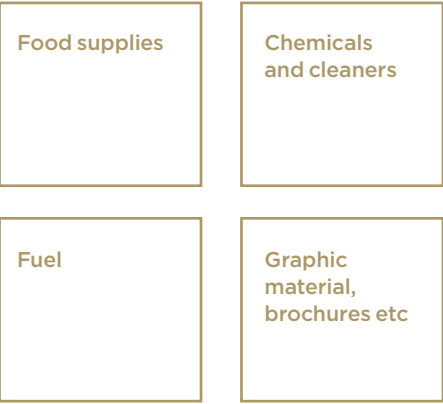 Food supplies
Chemicals
and cleaners
Fuel
Graphic
material,
brochures etc